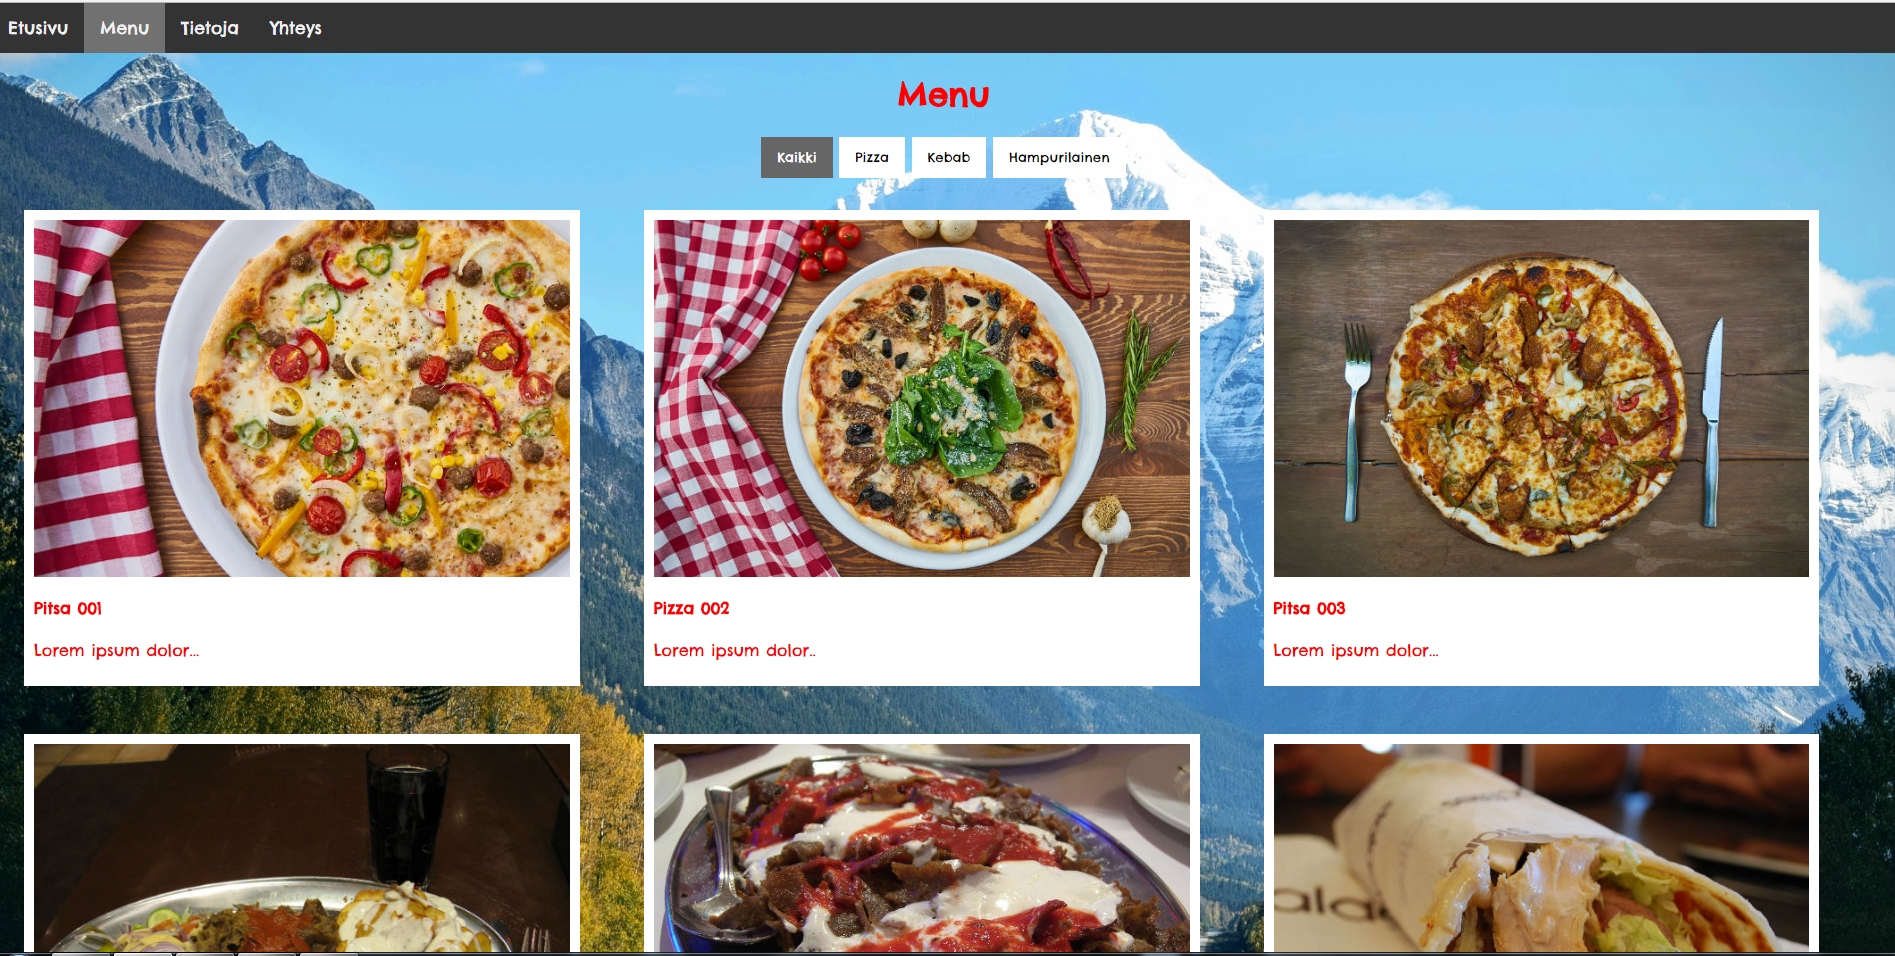 Etusivu Menu Tietoja Yhteys
Menu
Kaikki Pizza Kebab Hampurilainen
Pitsa 001
Lorem ipsum dolor...
Pizza 002
Lorem ipsum dolor..
Pitsa 003
Lorem ipsum dolor...